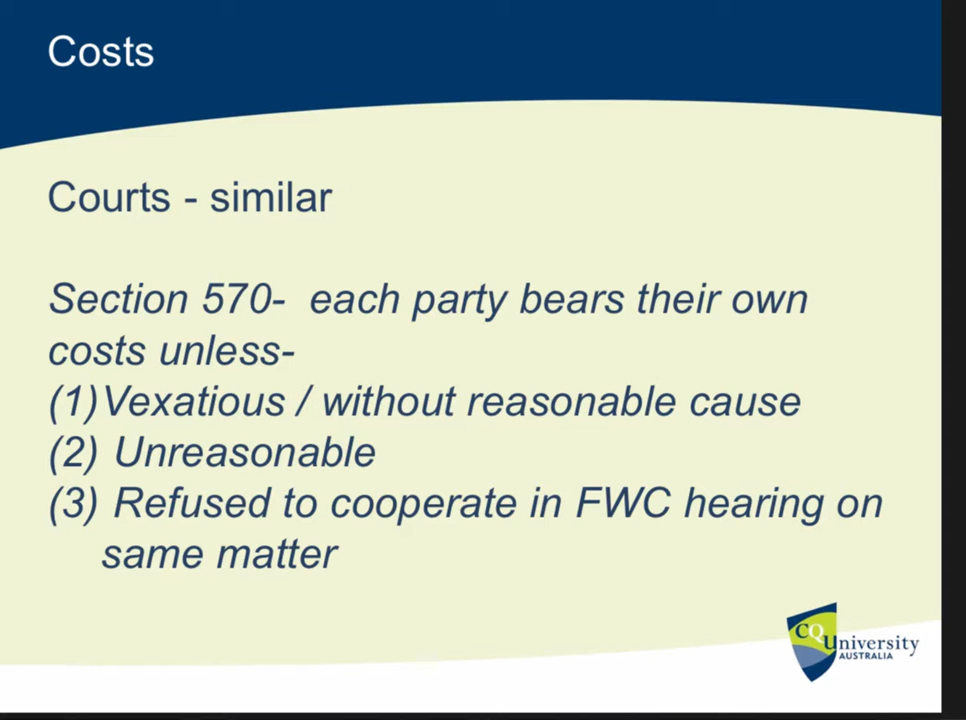 Costs
Courts - similar
Section 570-  each party bears their own
costs unless-
(1)Vexatious / without reasonable cause
(2) Unreasonable
(3) Refused to cooperate in FWC hearing on
same matter
CQUniversity
AUSTRALIA